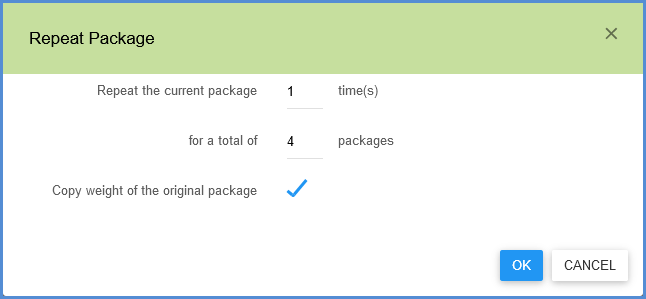 Repeat Package
Repeat the current package 1 time(s)
for a total of 4 packages
Copy weight of the original package
OK CANCEL